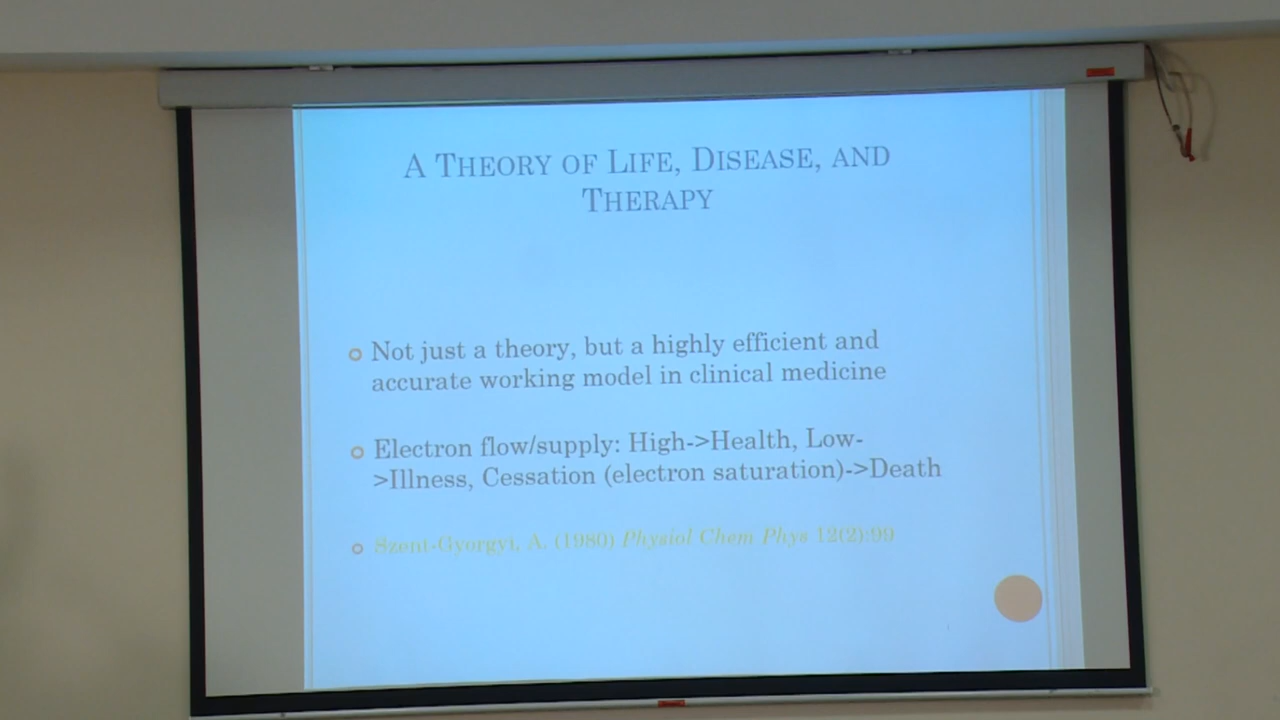 A THEORY OF LIFE, DISEASE, AND
THERAPY
Not just a theory, but a highly efficient and
accurate working model in clinical medicine
Electron flow/supply: High->Health, Low-
>Illness, Cessation (electron saturation)->Death
Szent-Gyorgyi, A. (1980) Physiol Chem Phys 12(2):99